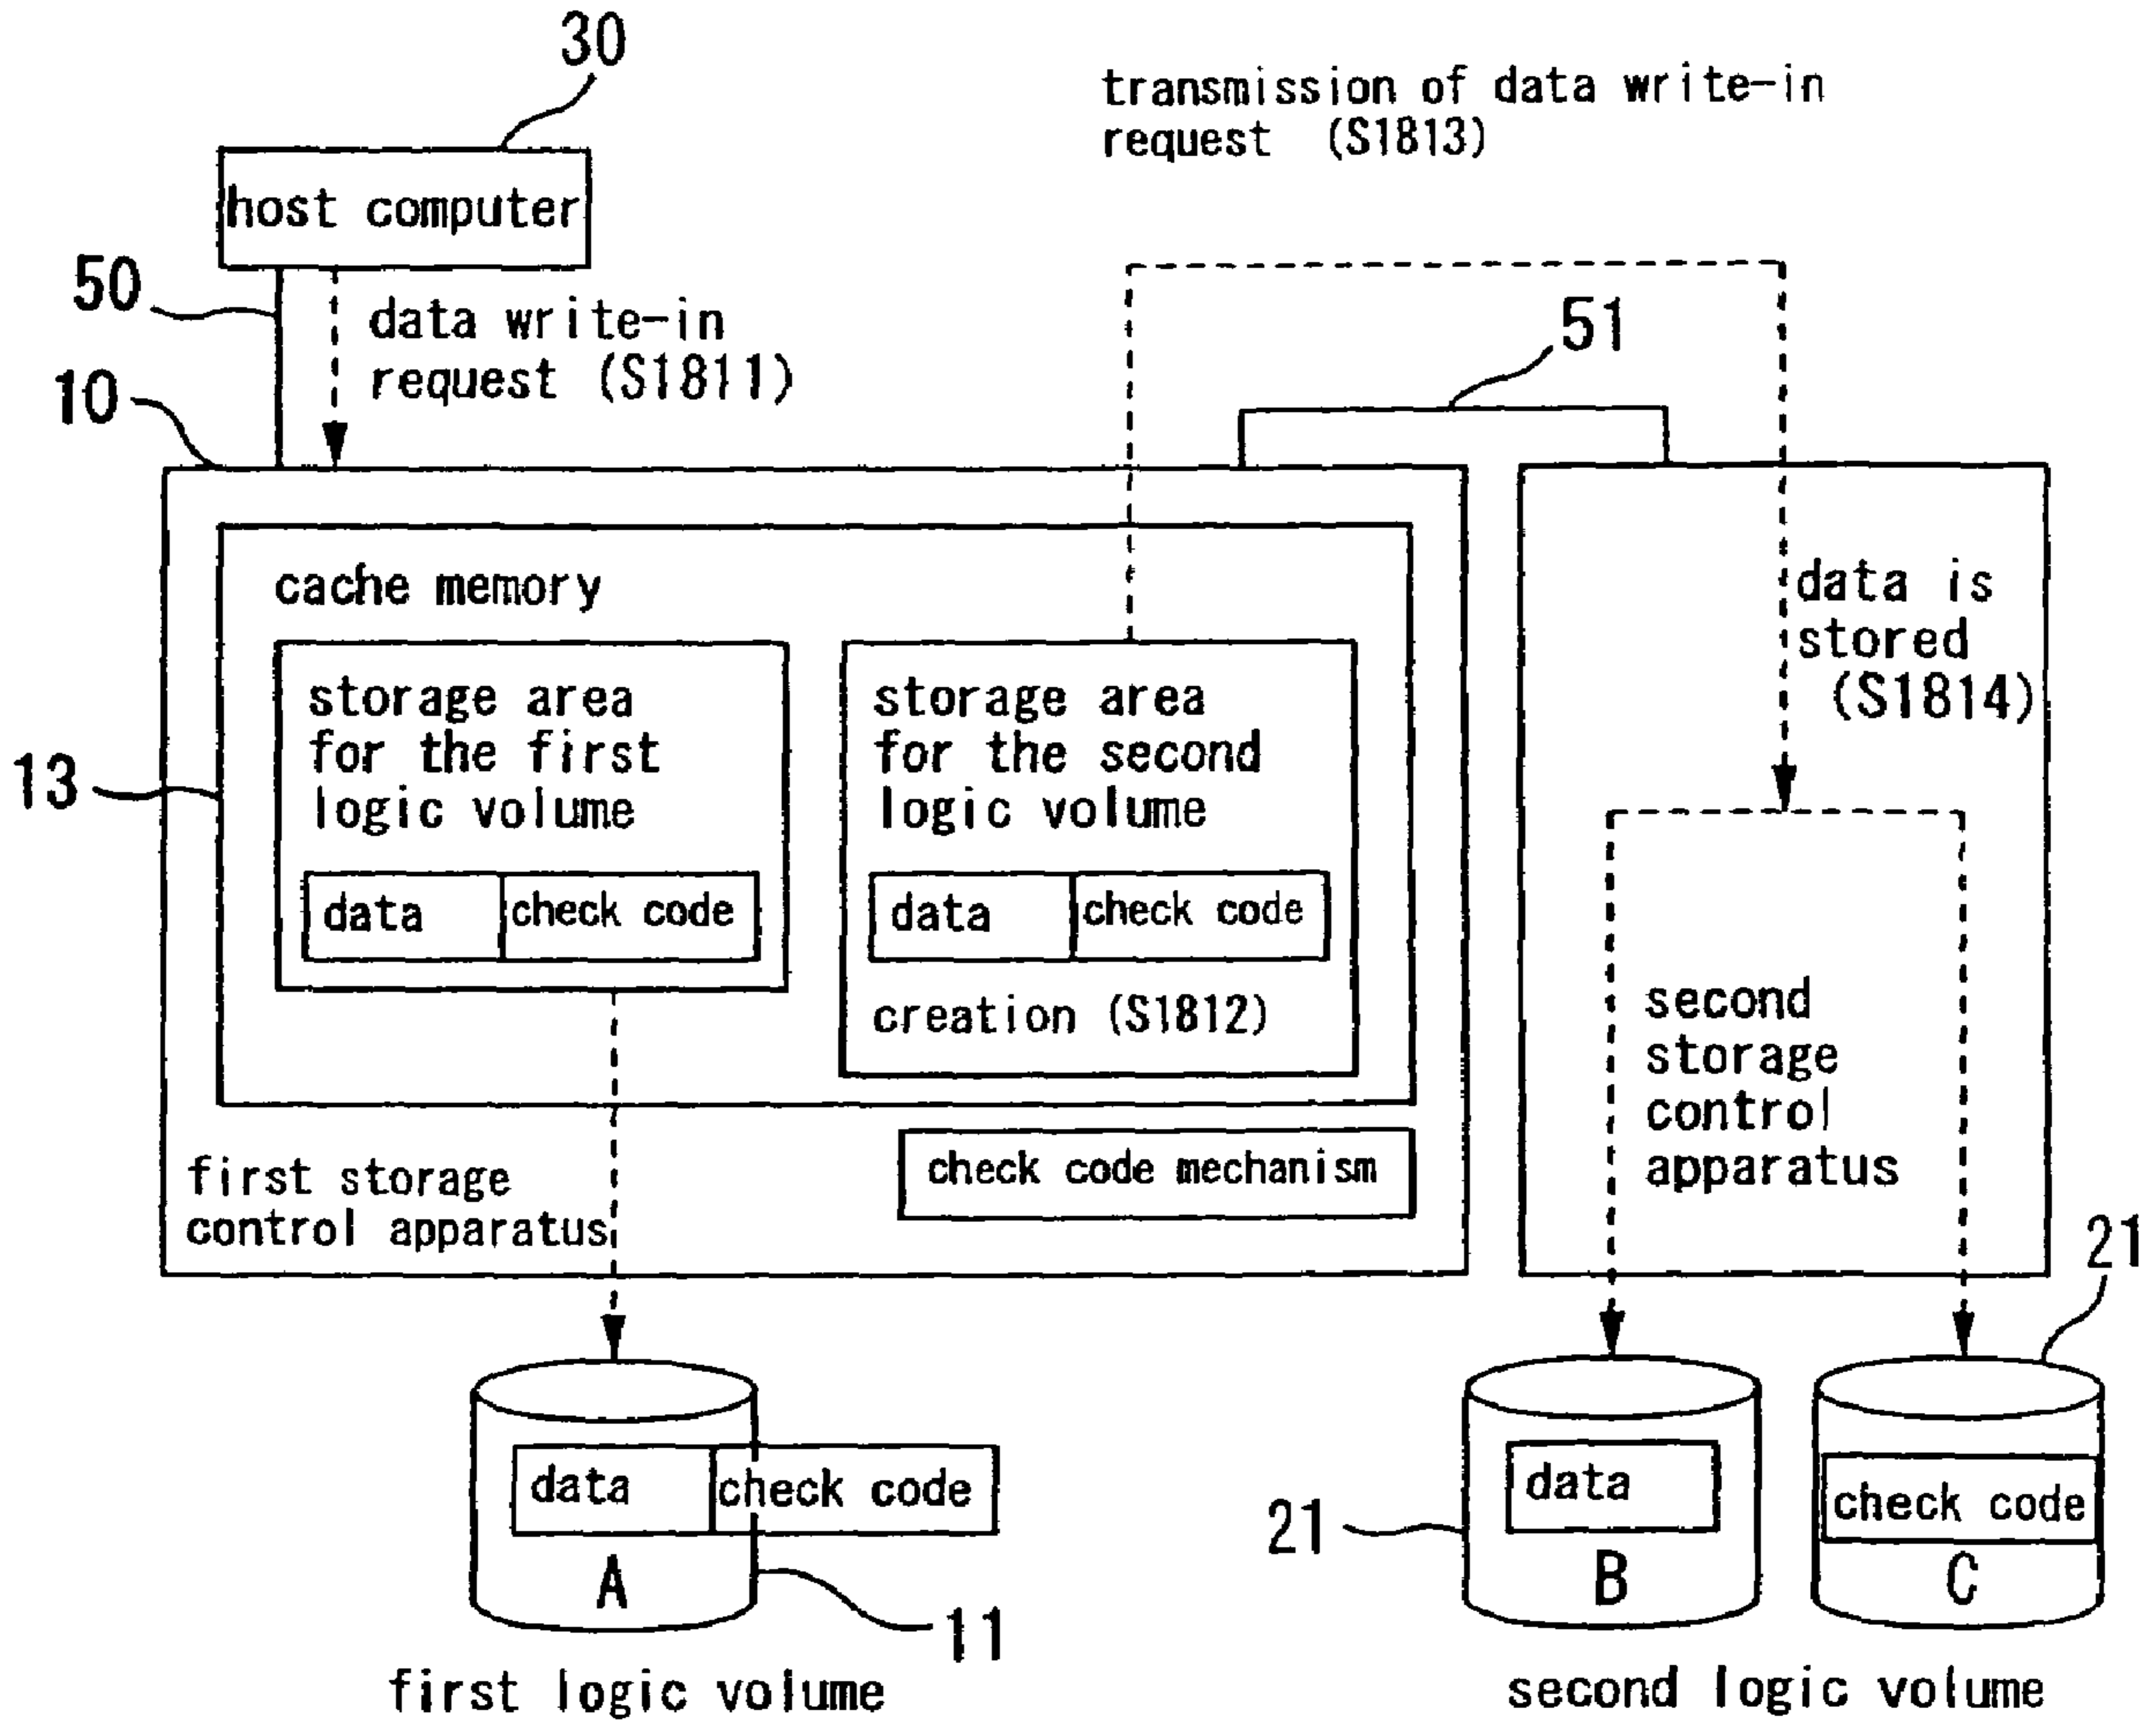 30
transmission of data write-in
request (S1813)
host computer
50
data write-in
request (S1811)
51
10
cache memory
data is
stored
(S1814)
storage area
for the first
logic volume
storage area
for the second
logic volume
13
data
check code
data
check code
creation (S1812)
second
storage
control
apparatus
check code mechanism
first storage
control apparatus
21
data
check code
A
11
21
data
B
check code
C
first logic volume
second logic volume